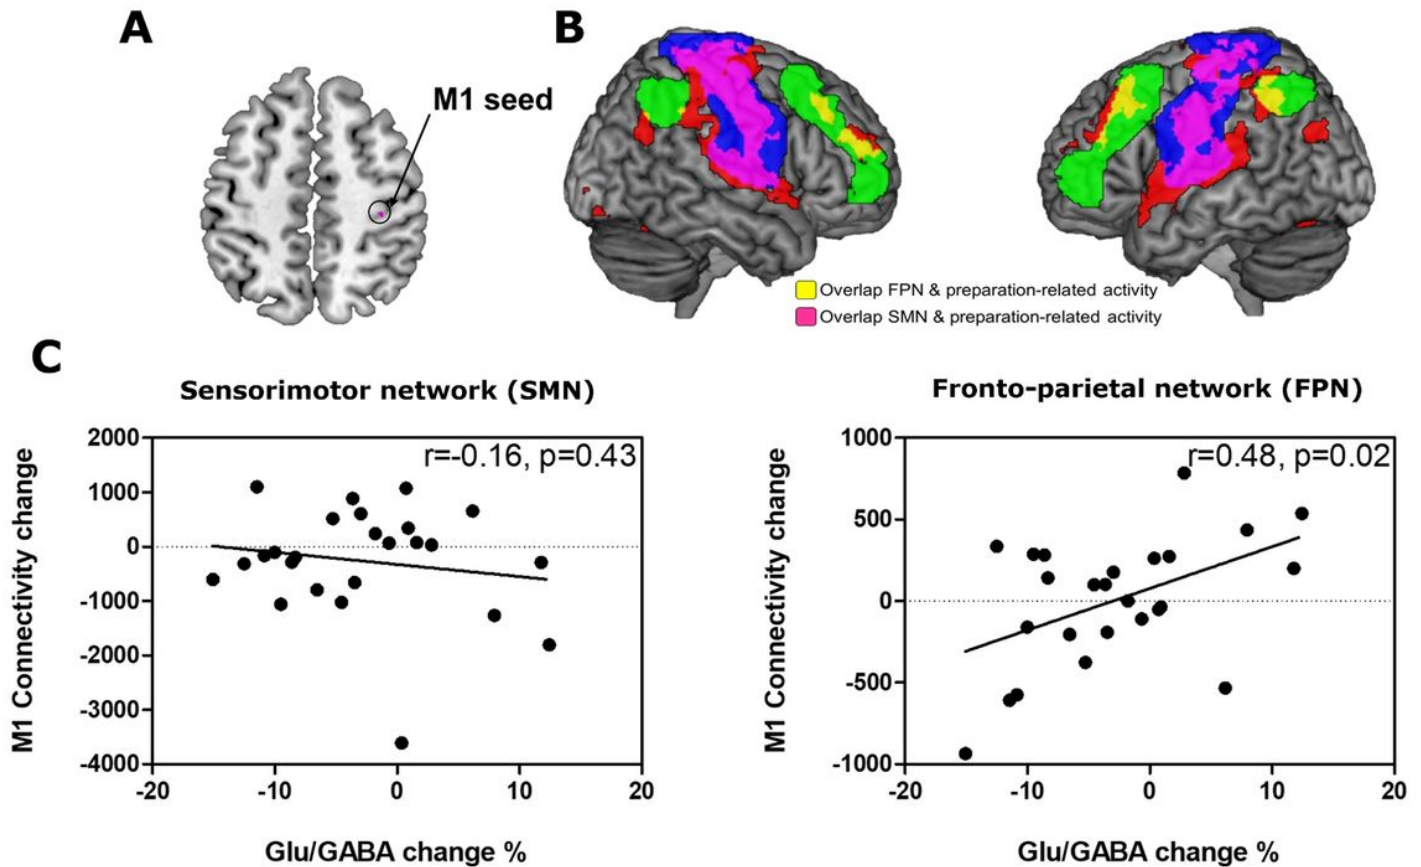 A
B
M1 seed
Overlap FPN & preparation-related activity
Overlap SMN & preparation-related activity
C
Sensorimotor network (SMN)
r=-0.16, p=0.43
M1 Connectivity change
2000
1000
0
-1000
-2000
-3000
-4000
-20
-10
0
10
20
Glu/GABA change %
Fronto-parietal network (FPN)
r=0.48, p=0.02
M1 Connectivity change
1000
500
0
-500
-1000
-20
-10
0
10
20
Glu/GABA change %